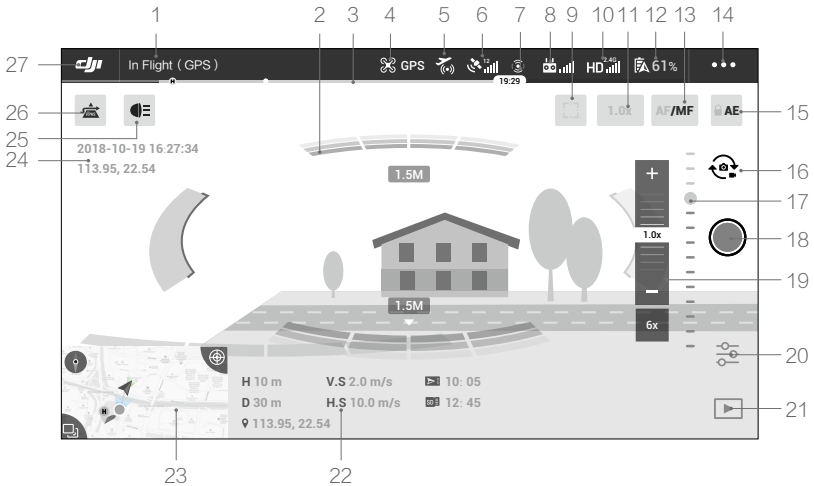 1 2 3 4 5 6 7 8 9 10 11 12 13 14
27 dji In Flight ( GPS ) GPS 12 HD 2.4G 61%
H 19:29
26 1.0x AF/MF AE 15
25
24 2018-10-19 16:27:34
113.95, 22.54
1.5M
+ 16
17
1.0x 18
19
1.5M
6x
20
H 10 m V.S 2.0 m/s 10: 05
D 30 m H.S 10.0 m/s SD 12: 45 21
113.95, 22.54
H
23 22